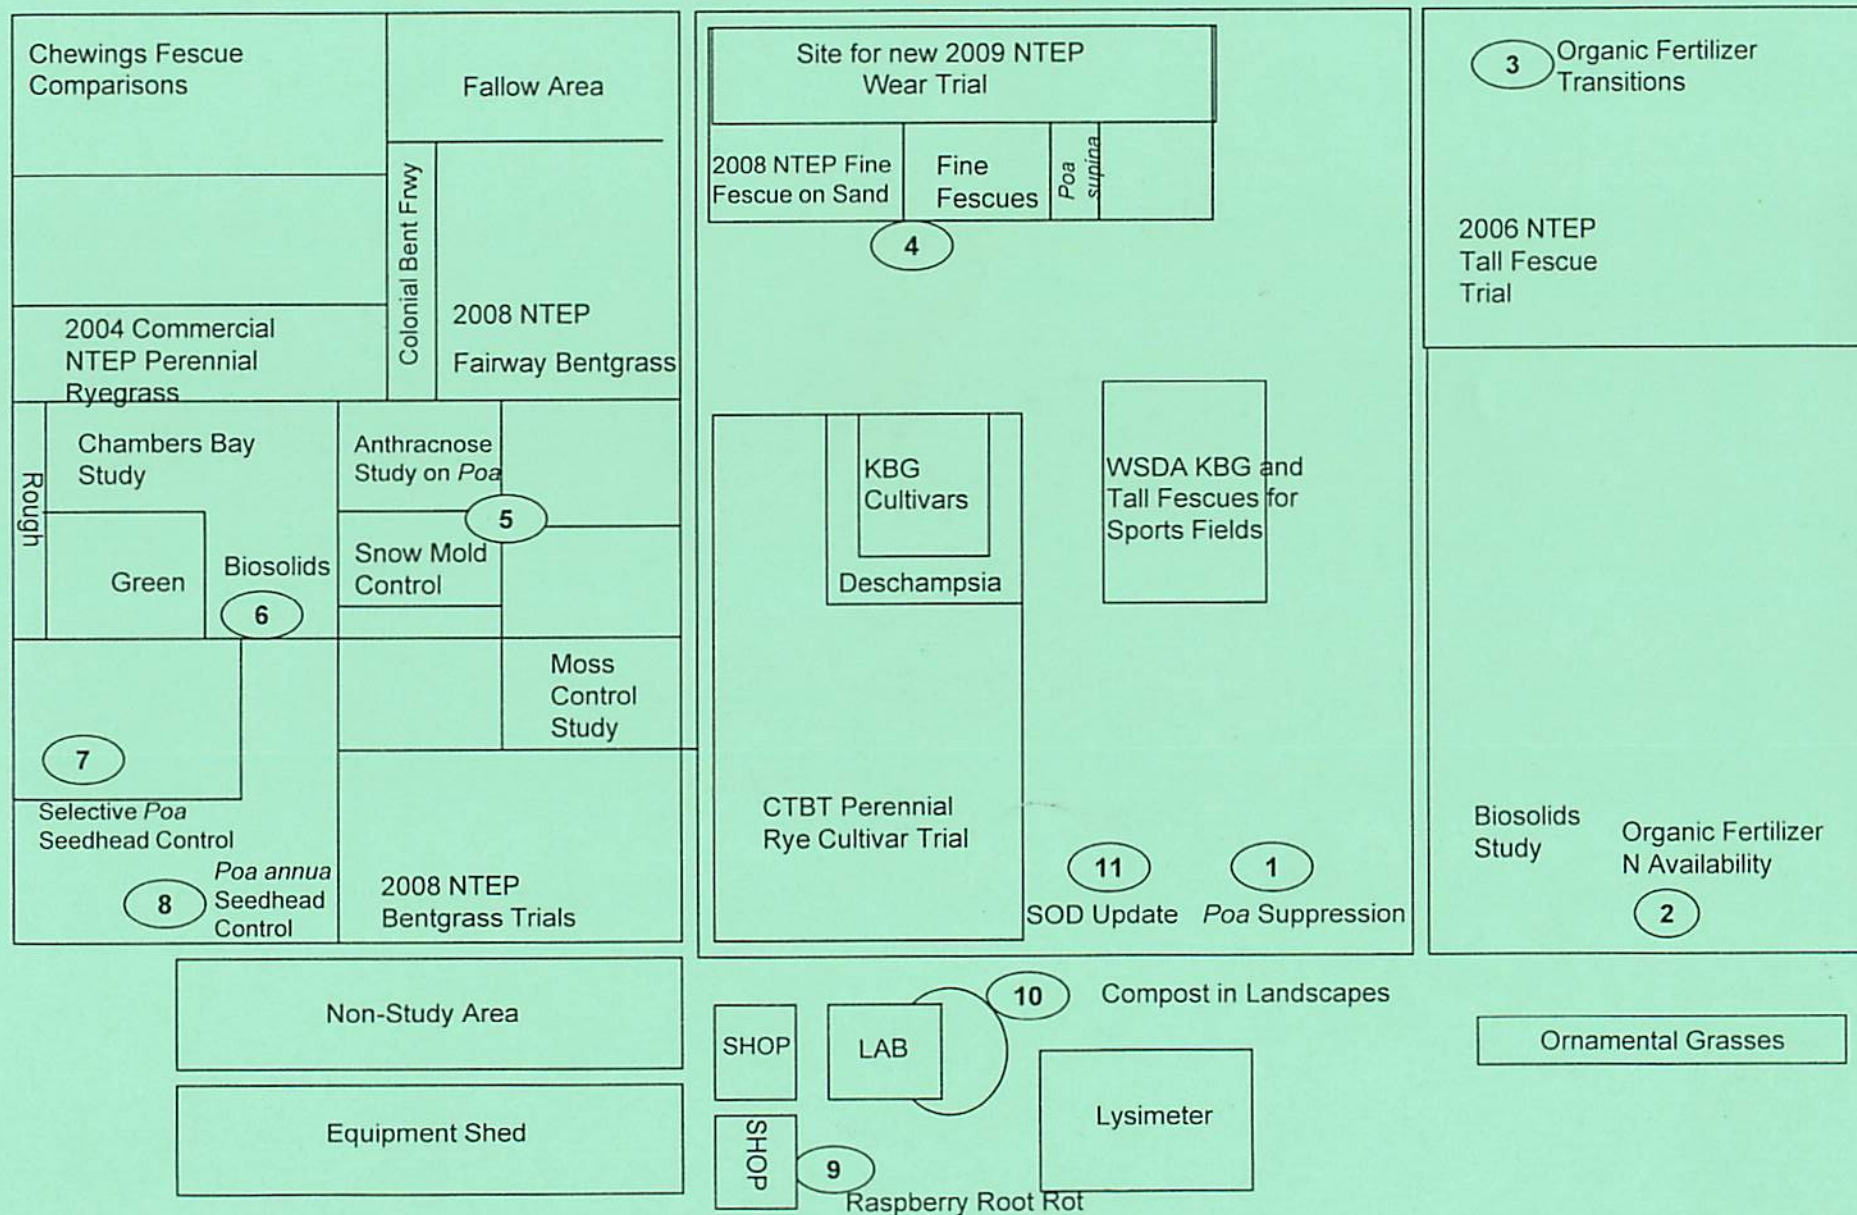 Chewings Fescue
Comparisons
Fallow Area
Colonial Bent Frwy
2008 NTEP
Fairway Bentgrass
2004 Commercial
NTEP Perennial
Ryegrass
Rough
Chambers Bay
Study
Green
Biosolids
6
Anthracnose
Study on Poa
5
Snow Mold
Control
Moss
Control
Study
7
Selective Poa
Seedhead Control
8
Poa annua
Seedhead
Control
2008 NTEP
Bentgrass Trials
Site for new 2009 NTEP
Wear Trial
2008 NTEP Fine
Fescue on Sand
Fine
Fescues
Poa
supina
4
KBG
Cultivars
Deschampsia
WSDA KBG and
Tall Fescues for
Sports Fields
CTBT Perennial
Rye Cultivar Trial
11
SOD Update
1
Poa Suppression
3
Organic Fertilizer
Transitions
2006 NTEP
Tall Fescue
Trial
Biosolids
Study
Organic Fertilizer
N Availability
2
Non-Study Area
Equipment Shed
SHOP
LAB
10
Compost in Landscapes
SHOP
9
Raspberry Root Rot
Lysimeter
Ornamental Grasses